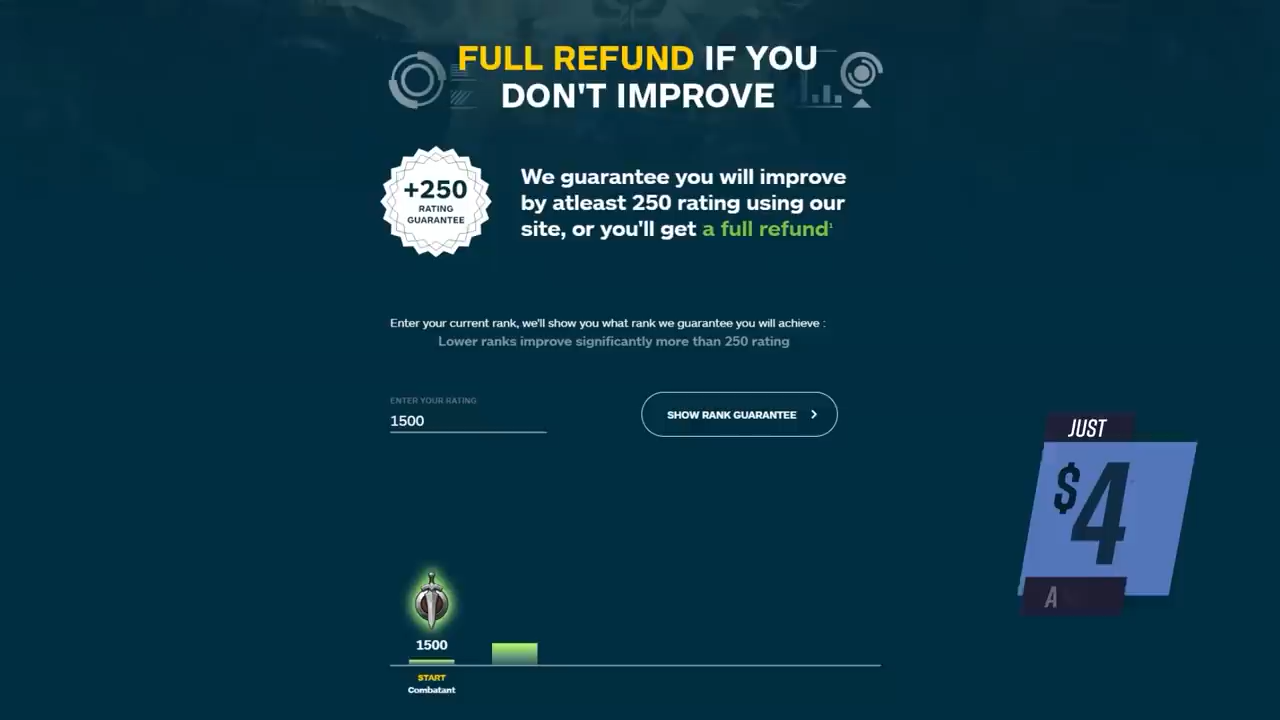 FULL REFUND IF YOU
DON'T IMPROVE
+250
RATING
GUARANTEE
We guarantee you will improve
by atleast 250 rating using our
site, or you'll get a full refund¹
Enter your current rank, we'll show you what rank we guarantee you will achieve :
Lower ranks improve significantly more than 250 rating
ENTER YOUR RATING
1500
SHOW RANK GUARANTEE
JUST
$4
A
1500
START
Combatant